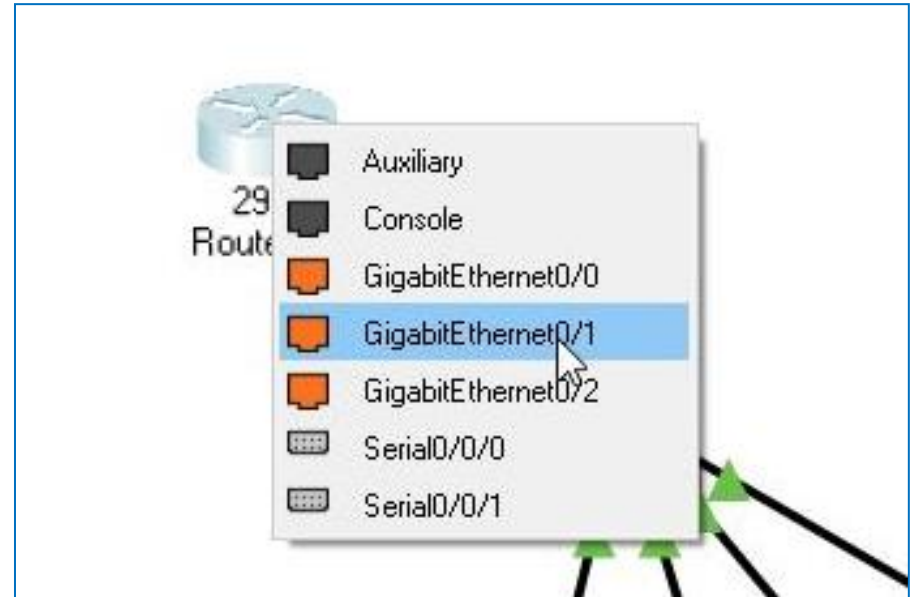 Auxiliary
29
Console
Route
GigabitEthernet0/0
GigabitEthernet0/1
GigabitEthernet0/2
Serial0/0/0
Serial0/0/1